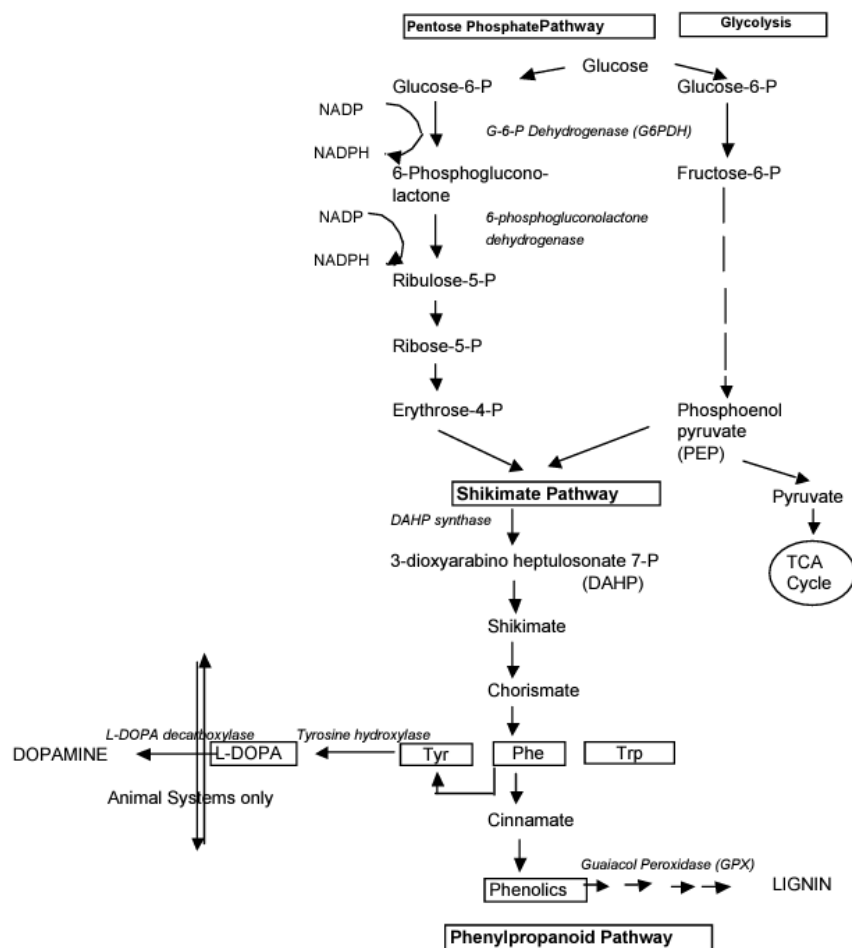 Pentose PhosphatePathway
Glycolysis
Glucose
Glucose-6-P
Glucose-6-P
NADP
G-6-P Dehydrogenase (G6PDH)
NADPH
6-Phosphoglucono-
lactone
Fructose-6-P
NADP
6-phosphogluconolactone
dehydrogenase
NADPH
Ribulose-5-P
Ribose-5-P
Erythrose-4-P
Phosphoenol
pyruvate
(PEP)
Shikimate Pathway
Pyruvate
DAHP synthase
3-dioxyarabino heptulosonate 7-P
(DAHP)
TCA
Cycle
Shikimate
Chorismate
L-DOPA decarboxylase
Tyrosine hydroxylase
DOPAMINE
L-DOPA
Tyr
Phe
Trp
Animal Systems only
Cinnamate
Guaiacol Peroxidase (GPX)
Phenolics
LIGNIN
Phenylpropanoid Pathway